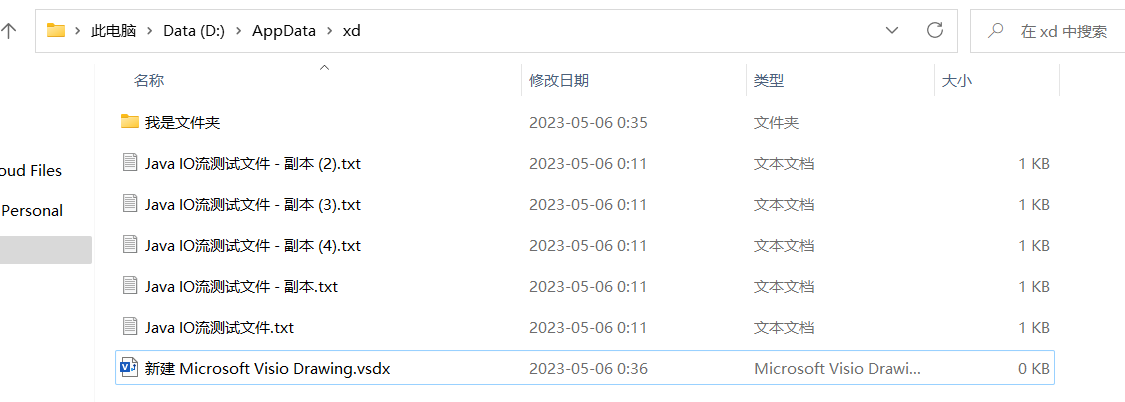 此电脑 Data (D:) AppData xd 在 xd 中搜索
名称 修改日期 类型 大小
我是文件夹 2023-05-06 0:35 文件夹
Java IO流测试文件 - 副本 (2).txt 2023-05-06 0:11 文本文档 1 KB
oud Files
Java IO流测试文件 - 副本 (3).txt 2023-05-06 0:11 文本文档 1 KB
Personal
Java IO流测试文件 - 副本 (4).txt 2023-05-06 0:11 文本文档 1 KB
Java IO流测试文件 - 副本.txt 2023-05-06 0:11 文本文档 1 KB
Java IO流测试文件.txt 2023-05-06 0:11 文本文档 1 KB
新建 Microsoft Visio Drawing.vsdx 2023-05-06 0:36 Microsoft Visio Drawi... 0 KB